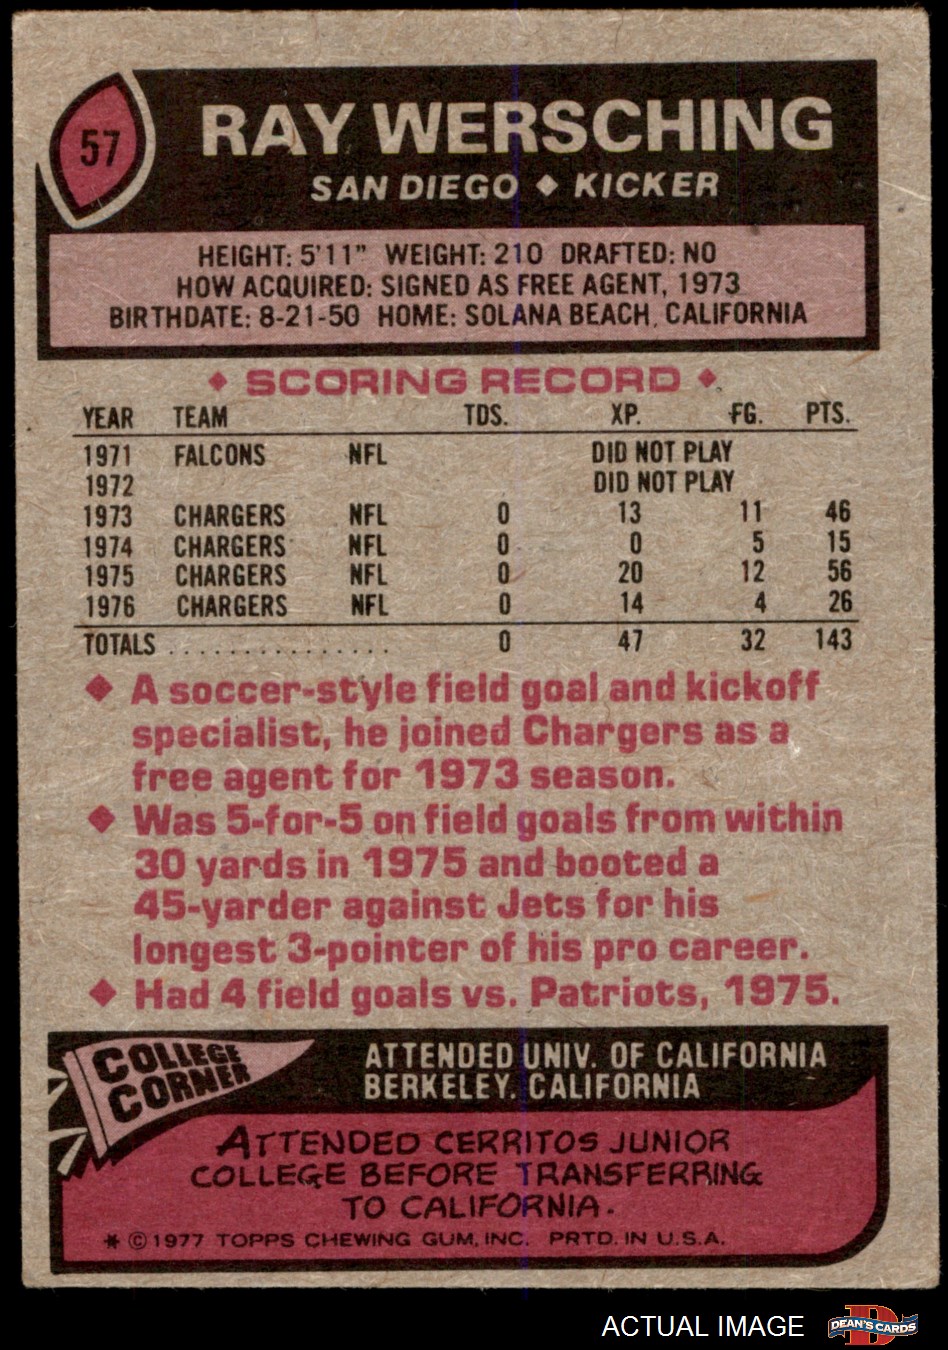 57
RAY WERSCHING
SAN DIEGO ◆ KICKER
HEIGHT: 5'11" WEIGHT: 210 DRAFTED: NO
HOW ACQUIRED: SIGNED AS FREE AGENT, 1973
BIRTHDATE: 8-21-50 HOME: SOLANA BEACH, CALIFORNIA
◆ SCORING RECORD ◆
YEAR TEAM TDS. XP. FG. PTS.
1971 FALCONS NFL DID NOT PLAY
1972 DID NOT PLAY
1973 CHARGERS NFL 0 13 11 46
1974 CHARGERS NFL 0 0 5 15
1975 CHARGERS NFL 0 20 12 56
1976 CHARGERS NFL 0 14 4 26
TOTALS . . . . . . . . . . . . . . . 0 47 32 143
◆ A soccer-style field goal and kickoff
specialist, he joined Chargers as a
free agent for 1973 season.
◆ Was 5-for-5 on field goals from within
30 yards in 1975 and booted a
45-yarder against Jets for his
longest 3-pointer of his pro career.
◆ Had 4 field goals vs. Patriots, 1975.
COLLEGE
CORNER
ATTENDED UNIV. OF CALIFORNIA
BERKELEY, CALIFORNIA
ATTENDED CERRITOS JUNIOR
COLLEGE BEFORE TRANSFERRING
TO CALIFORNIA.
* © 1977 TOPPS CHEWING GUM, INC. PRTD. IN U.S.A.
ACTUAL IMAGE
DEAN'S CARDS